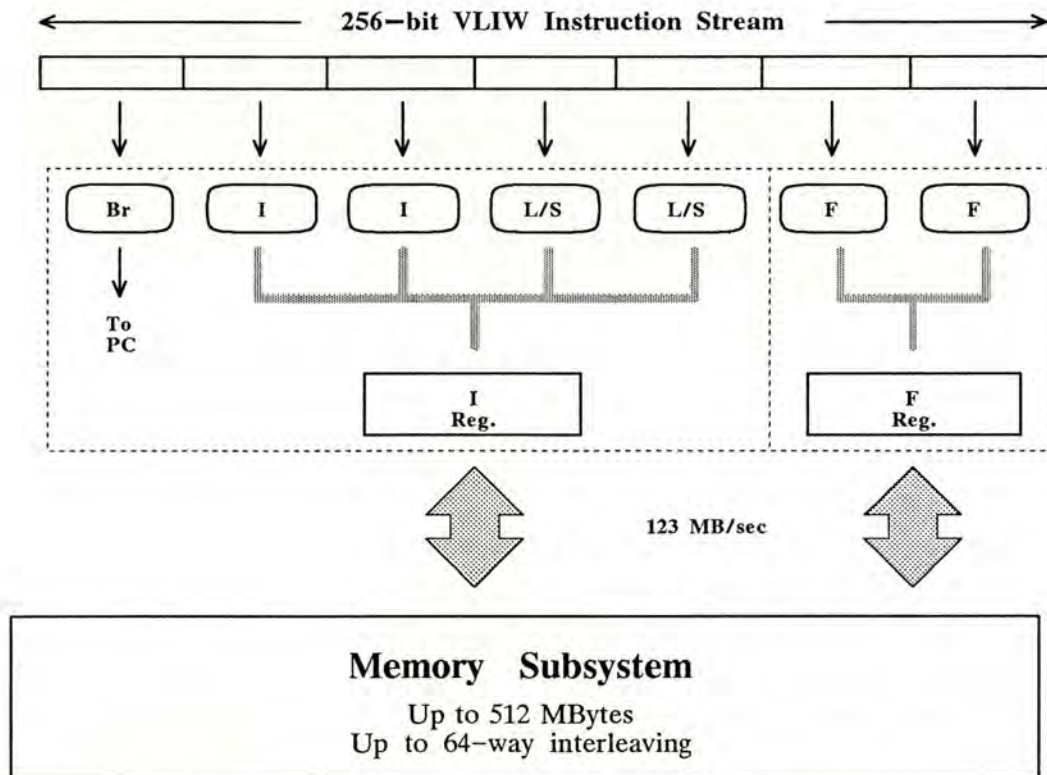 256-bit VLIW Instruction Stream
Br I I L/S L/S F F
To
PC
I
Reg.
F
Reg.
123 MB/sec
Memory Subsystem
Up to 512 MBytes
Up to 64-way interleaving